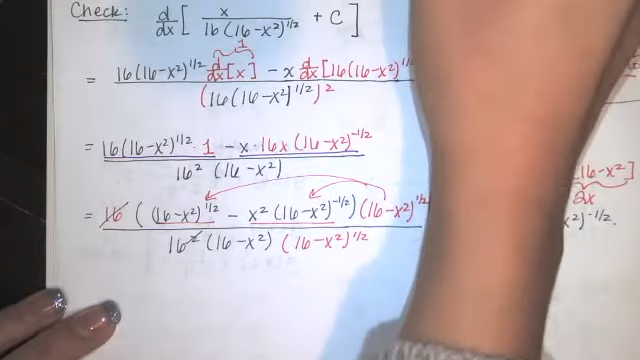 Check: d/dx [ x / 16(16-x²)^1/2 + C ]
1
= 16(16-x²)^1/2 d/dx[x] - x d/dx[16(16-x²)^1/2 / (16(16-x²)^1/2)²
= 16(16-x²)^1/2 · 1 - x · 16x (16-x²)^-1/2 / 16² (16-x²)
16-x²]
2x
= 16 ( (16-x²)^1/2 - x² (16-x²)^-1/2 ) (16-x²)^1/2 / 16² (16-x²) (16-x²)^1/2
x²)^-1/2.